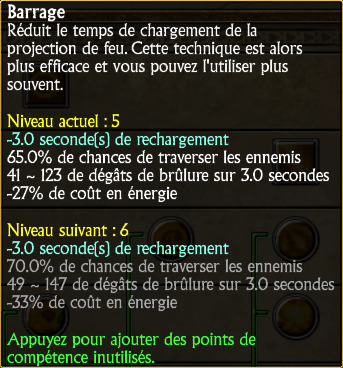 Barrage
Réduit le temps de chargement de la
projection de feu. Cette technique est alors
plus efficace et vous pouvez l'utiliser plus
souvent.
Niveau actuel : 5
-3.0 seconde(s) de rechargement
65.0% de chances de traverser les ennemis
41 ~ 123 de dégâts de brûlure sur 3.0 secondes
-27% de coût en énergie
Niveau suivant : 6
-3.0 seconde(s) de rechargement
70.0% de chances de traverser les ennemis
49 ~ 147 de dégâts de brûlure sur 3.0 secondes
-33% de coût en énergie
Appuyez pour ajouter des points de
compétence inutilisés.